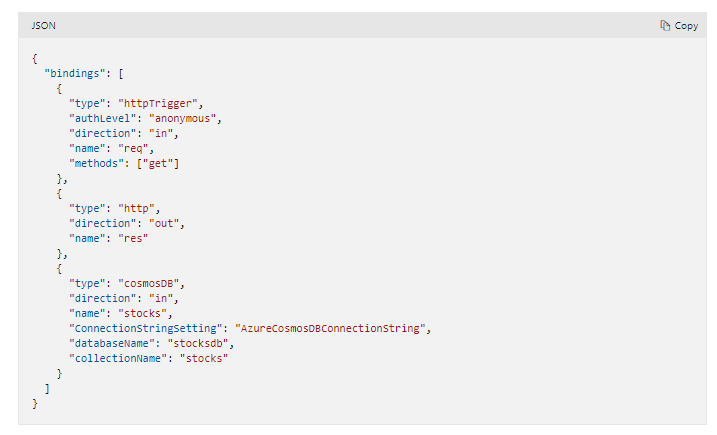 JSON
Copy
{
  "bindings": [
    {
      "type": "httpTrigger",
      "authLevel": "anonymous",
      "direction": "in",
      "name": "req",
      "methods": ["get"]
    },
    {
      "type": "http",
      "direction": "out",
      "name": "res"
    },
    {
      "type": "cosmosDB",
      "direction": "in",
      "name": "stocks",
      "ConnectionStringSetting": "AzureCosmosDBConnectionString",
      "databaseName": "stocksdb",
      "collectionName": "stocks"
    }
  ]
}